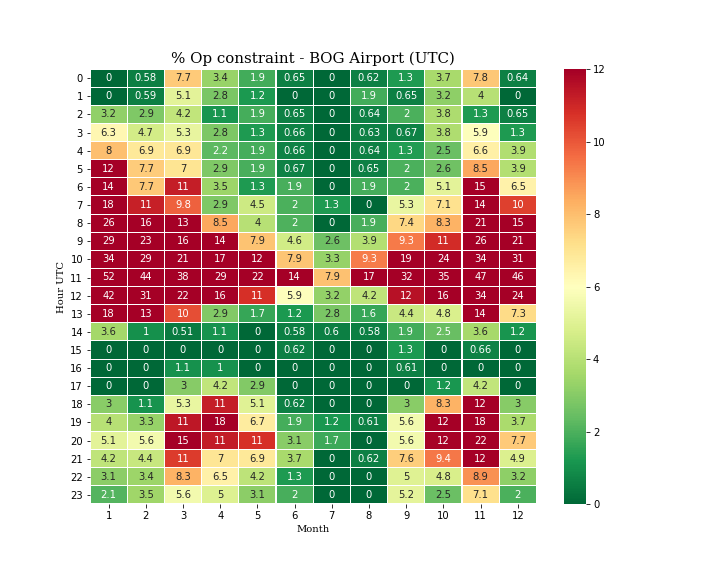 % Op constraint - BOG Airport (UTC)
0 0 0.58 7.7 3.4 1.9 0.65 0 0.62 1.3 3.7 7.8 0.64
1 0 0.59 5.1 2.8 1.2 0 0 1.9 0.65 3.2 4 0
2 3.2 2.9 4.2 1.1 1.9 0.65 0 0.64 2 3.8 1.3 0.65
3 6.3 4.7 5.3 2.8 1.3 0.66 0 0.63 0.67 3.8 5.9 1.3
4 8 6.9 6.9 2.2 1.9 0.66 0 0.64 1.3 2.5 6.6 3.9
5 12 7.7 7 2.9 1.9 0.67 0 0.65 2 2.6 8.5 3.9
6 14 7.7 11 3.5 1.3 1.9 0 1.9 2 5.1 15 6.5
7 18 11 9.8 2.9 4.5 2 1.3 0 5.3 7.1 14 10
8 26 16 13 8.5 4 2 0 1.9 7.4 8.3 21 15
9 29 23 16 14 7.9 4.6 2.6 3.9 9.3 11 26 21
10 34 29 21 17 12 7.9 3.3 9.3 19 24 34 31
11 52 44 38 29 22 14 7.9 17 32 35 47 46
12 42 31 22 16 11 5.9 3.2 4.2 12 16 34 24
13 18 13 10 2.9 1.7 1.2 2.8 1.6 4.4 4.8 14 7.3
14 3.6 1 0.51 1.1 0 0.58 0.6 0.58 1.9 2.5 3.6 1.2
15 0 0 0 0 0 0.62 0 0 1.3 0 0.66 0
16 0 0 1.1 1 0 0 0 0 0.61 0 0 0
17 0 0 3 4.2 2.9 0 0 0 0 1.2 4.2 0
18 3 1.1 5.3 11 5.1 0.62 0 0 3 8.3 12 3
19 4 3.3 11 18 6.7 1.9 1.2 0.61 5.6 12 18 3.7
20 5.1 5.6 15 11 11 3.1 1.7 0 5.6 12 22 7.7
21 4.2 4.4 11 7 6.9 3.7 0 0.62 7.6 9.4 12 4.9
22 3.1 3.4 8.3 6.5 4.2 1.3 0 0 5 4.8 8.9 3.2
23 2.1 3.5 5.6 5 3.1 2 0 0 5.2 2.5 7.1 2
1 2 3 4 5 6 7 8 9 10 11 12
Month
Hour UTC
12
10
8
6
4
2
0